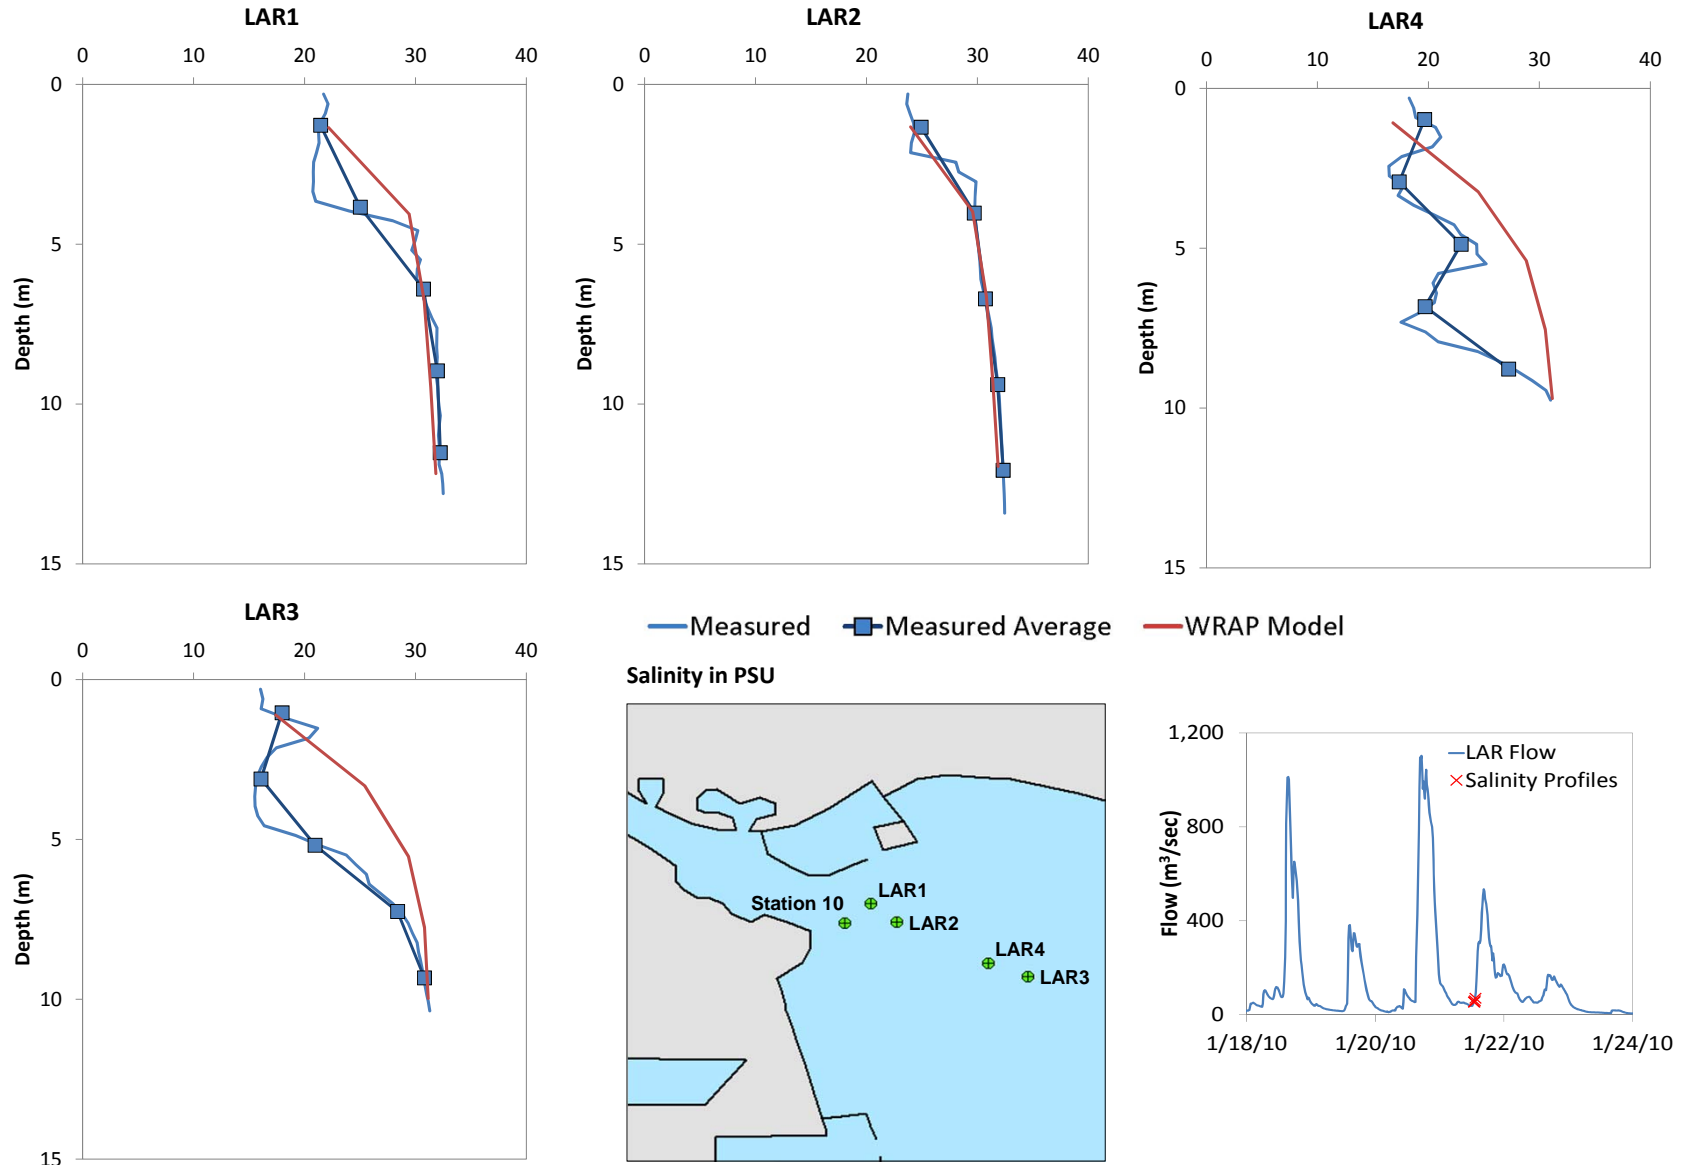 LAR1
0 10 20 30 40
0
5
10
15
Depth (m)
LAR2
0 10 20 30 40
0
5
10
15
Depth (m)
LAR4
0 10 20 30 40
0
5
10
15
Depth (m)
LAR3
0 10 20 30 40
0
5
10
15
Depth (m)
Measured Measured Average WRAP Model
Salinity in PSU
Station 10
LAR1
LAR2
LAR4
LAR3
1,200
800
400
0
Flow (m³/sec)
LAR Flow
Salinity Profiles
1/18/10 1/20/10 1/22/10 1/24/10